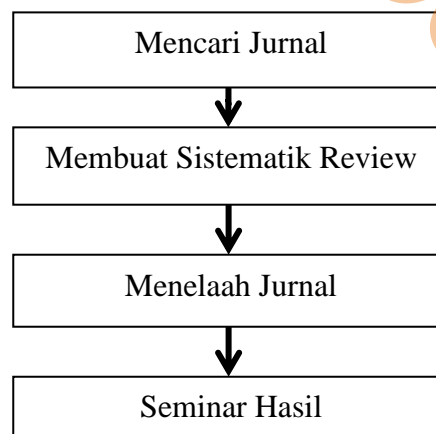 Mencari Jurnal
Membuat Sistematik Review
Menelaah Jurnal
Seminar Hasil